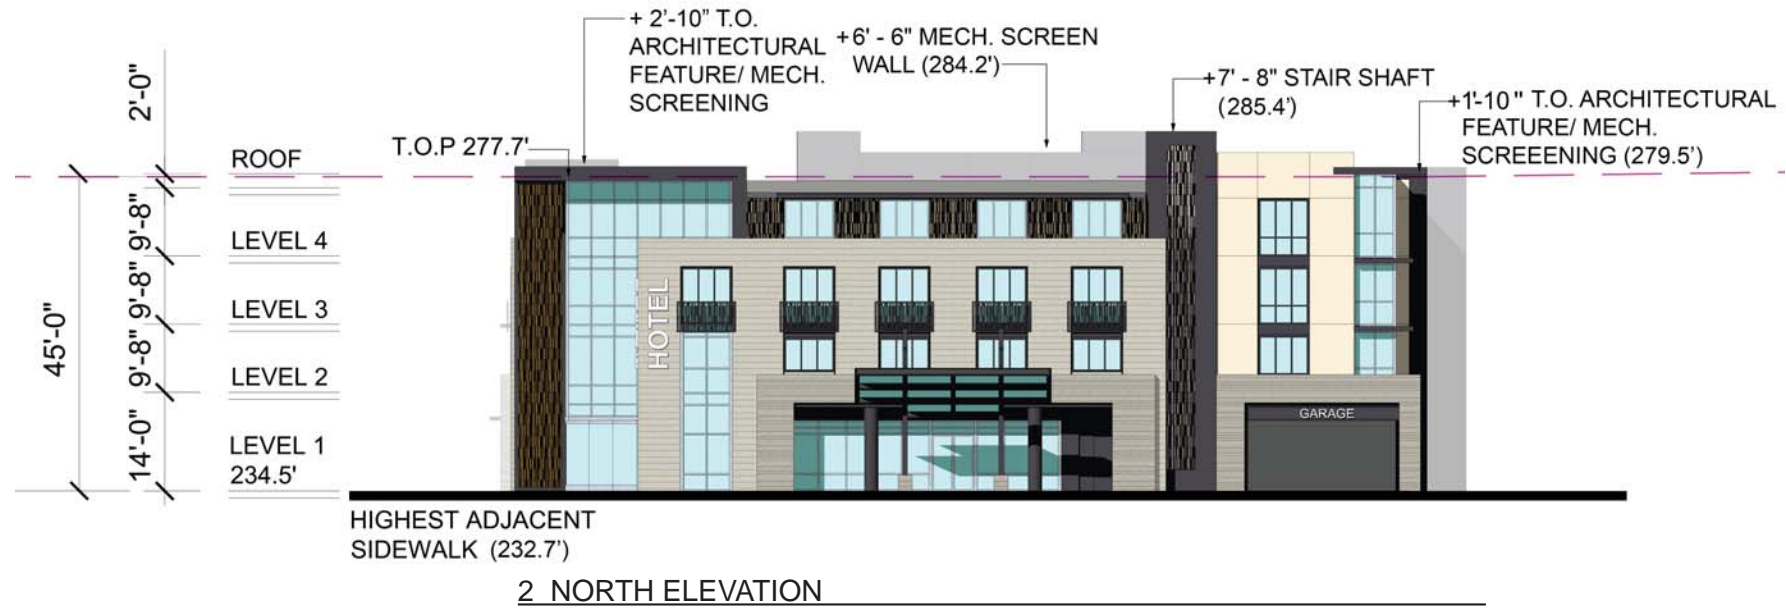 + 2'-10” T.O.
ARCHITECTURAL
FEATURE/ MECH.
SCREENING
+6' - 6" MECH. SCREEN
WALL (284.2')
+7' - 8" STAIR SHAFT
(285.4’)
+1'-10 " T.O. ARCHITECTURAL
FEATURE/ MECH.
SCREEENING (279.5’)
T.O.P 277.7'
2'-0"
ROOF
9'-8"
LEVEL 4
9'-8"
LEVEL 3
45'-0"
9'-8"
LEVEL 2
14'-0"
LEVEL 1
234.5'
HOTEL
GARAGE
HIGHEST ADJACENT
SIDEWALK (232.7’)
2 NORTH ELEVATION